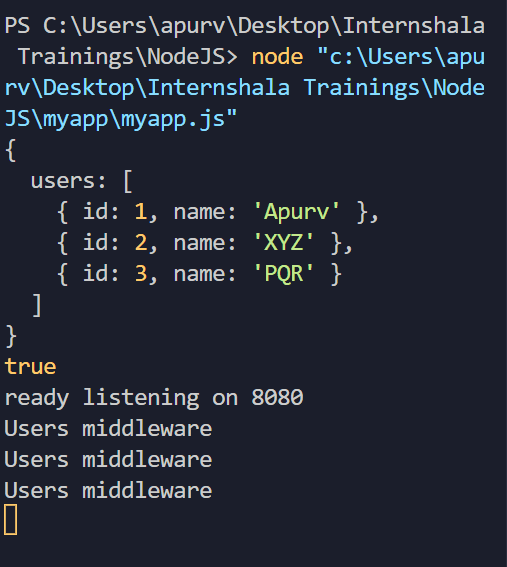 PS C:\Users\apurv\Desktop\Internshala
 Trainings\NodeJS> node "c:\Users\apu
rv\Desktop\Internshala Trainings\Node
JS\myapp\myapp.js"
{
  users: [
    { id: 1, name: 'Apurv' },
    { id: 2, name: 'XYZ' },
    { id: 3, name: 'PQR' }
  ]
}
true
ready listening on 8080
Users middleware
Users middleware
Users middleware